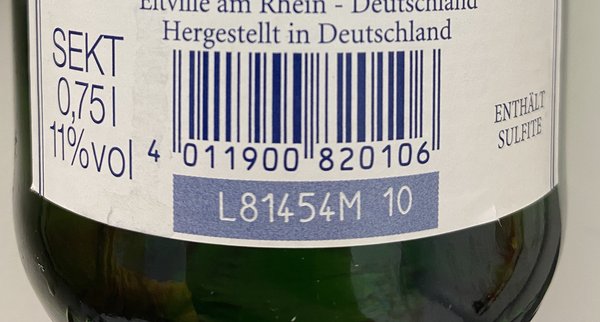 Eltville am Rhein - Deutschland
Hergestellt in Deutschland
SEKT
0,75 l
11%vol
4 011900 820106
ENTHÄLT
SULFITE
L81454M 10